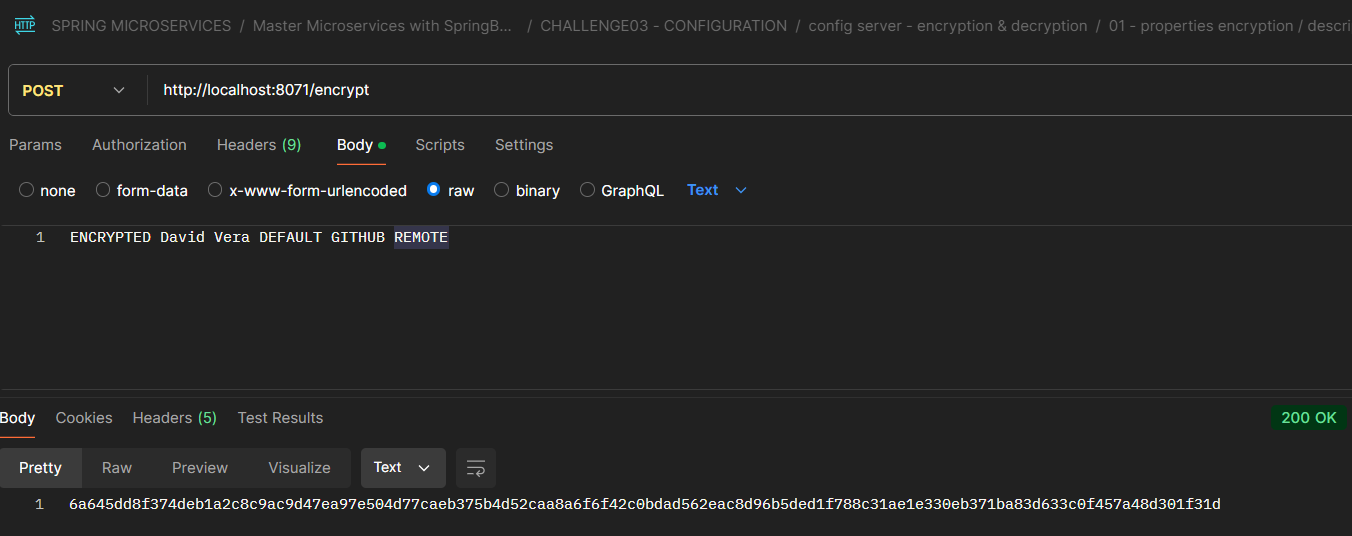 HTTP SPRING MICROSERVICES / Master Microservices with SpringB... / CHALLENGE03 - CONFIGURATION / config server - encryption & decryption / 01 - properties encryption / descri
POST http://localhost:8071/encrypt
Params Authorization Headers (9) Body Scripts Settings
none form-data x-www-form-urlencoded raw binary GraphQL Text
1 ENCRYPTED David Vera DEFAULT GITHUB REMOTE
Body Cookies Headers (5) Test Results 200 OK
Pretty Raw Preview Visualize Text
1 6a645dd8f374deb1a2c8c9ac9d47ea97e504d77caeb375b4d52caa8a6f6f42c0bdad562eac8d96b5ded1f788c31ae1e330eb371ba83d633c0f457a48d301f31d